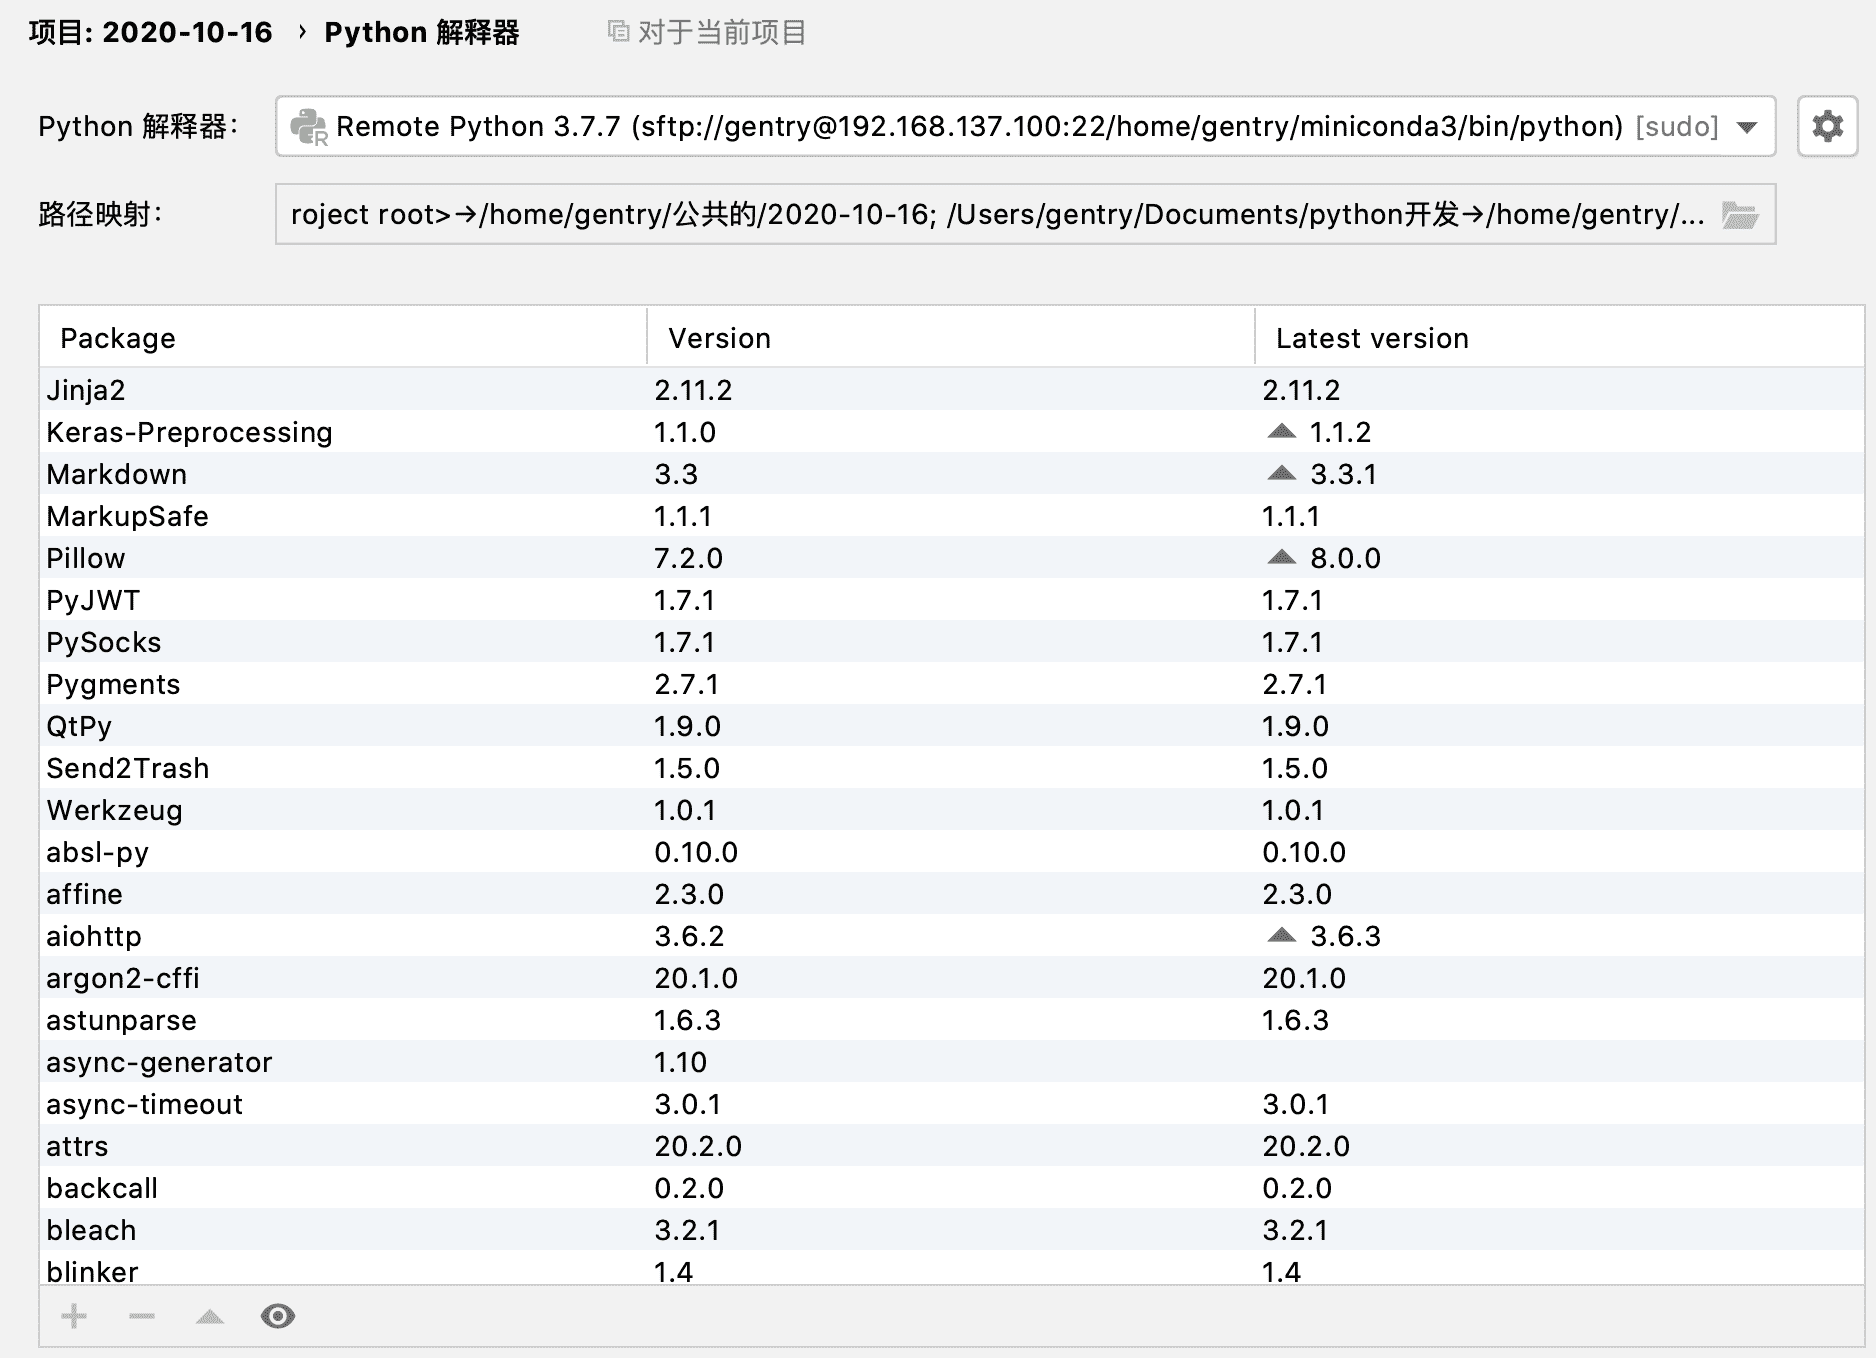 项目: 2020-10-16 › Python 解释器 对于当前项目
Python 解释器: Remote Python 3.7.7 (sftp://gentry@192.168.137.100:22/home/gentry/miniconda3/bin/python) [sudo]
路径映射: roject root>→/home/gentry/公共的/2020-10-16; /Users/gentry/Documents/python开发→/home/gentry/...
Package Version Latest version
Jinja2 2.11.2 2.11.2
Keras-Preprocessing 1.1.0 1.1.2
Markdown 3.3 3.3.1
MarkupSafe 1.1.1 1.1.1
Pillow 7.2.0 8.0.0
PyJWT 1.7.1 1.7.1
PySocks 1.7.1 1.7.1
Pygments 2.7.1 2.7.1
QtPy 1.9.0 1.9.0
Send2Trash 1.5.0 1.5.0
Werkzeug 1.0.1 1.0.1
absl-py 0.10.0 0.10.0
affine 2.3.0 2.3.0
aiohttp 3.6.2 3.6.3
argon2-cffi 20.1.0 20.1.0
astunparse 1.6.3 1.6.3
async-generator 1.10
async-timeout 3.0.1 3.0.1
attrs 20.2.0 20.2.0
backcall 0.2.0 0.2.0
bleach 3.2.1 3.2.1
blinker 1.4 1.4